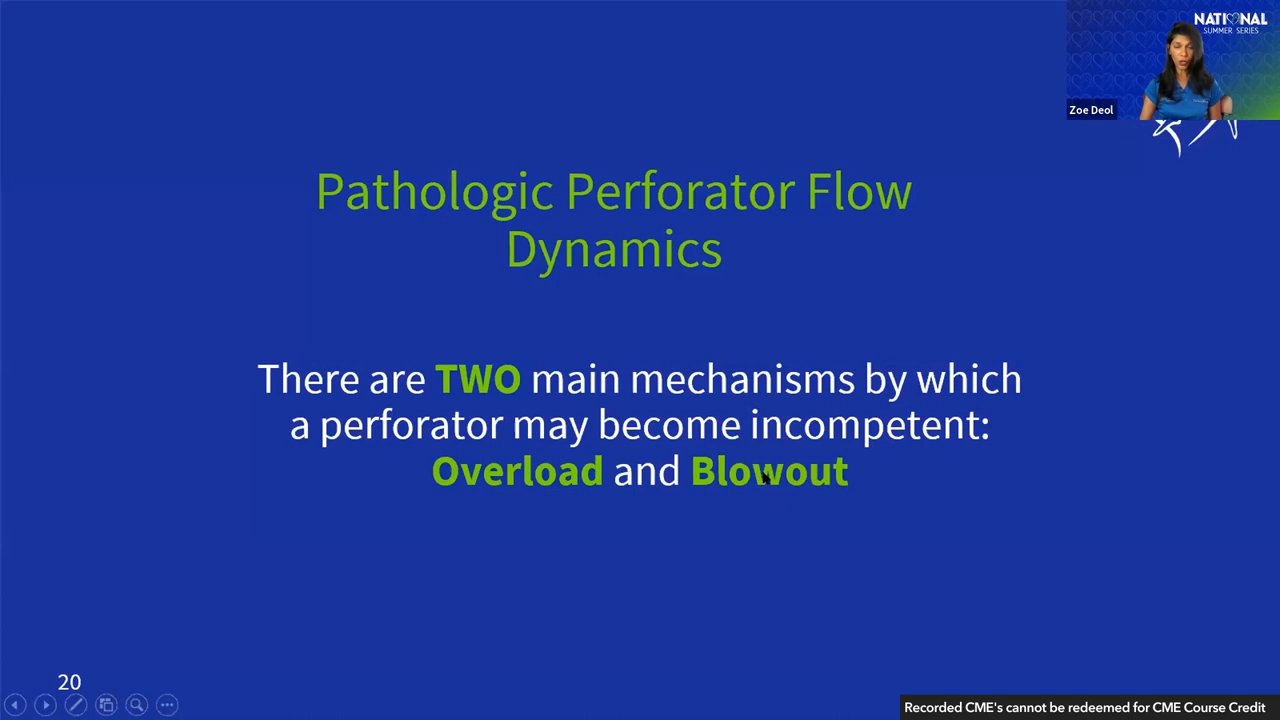 NATIONAL
SUMMER SERIES
Zoe Deol
Pathologic Perforator Flow
Dynamics
There are TWO main mechanisms by which
a perforator may become incompetent:
Overload and Blowout
20
Recorded CME's cannot be redeemed for CME Course Credit